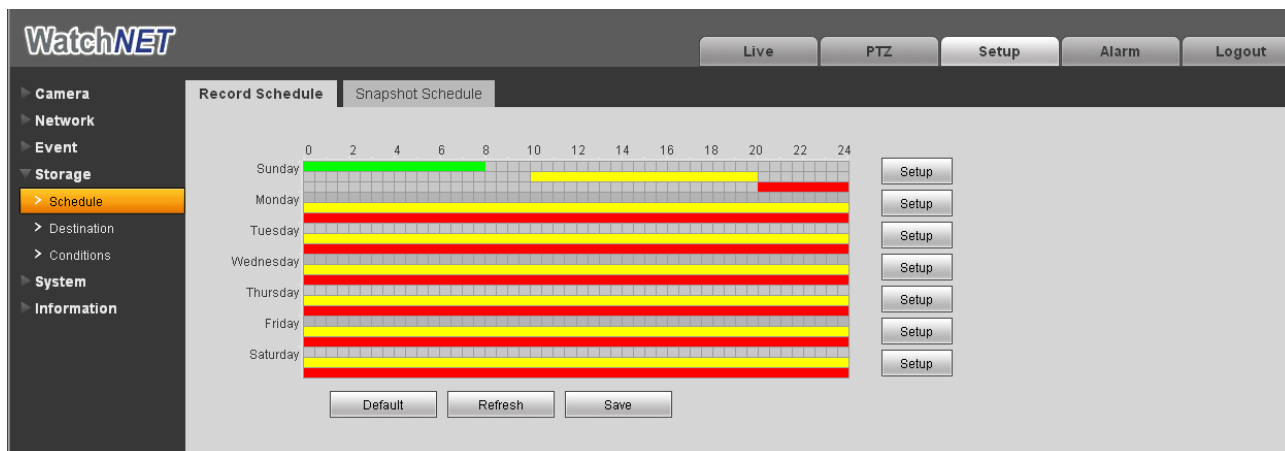 WatchNET
Live PTZ Setup Alarm Logout
Camera
Network
Event
Storage
> Schedule
> Destination
> Conditions
System
Information
Record Schedule Snapshot Schedule
0 2 4 6 8 10 12 14 16 18 20 22 24
Sunday Setup
Monday Setup
Tuesday Setup
Wednesday Setup
Thursday Setup
Friday Setup
Saturday Setup
Default Refresh Save